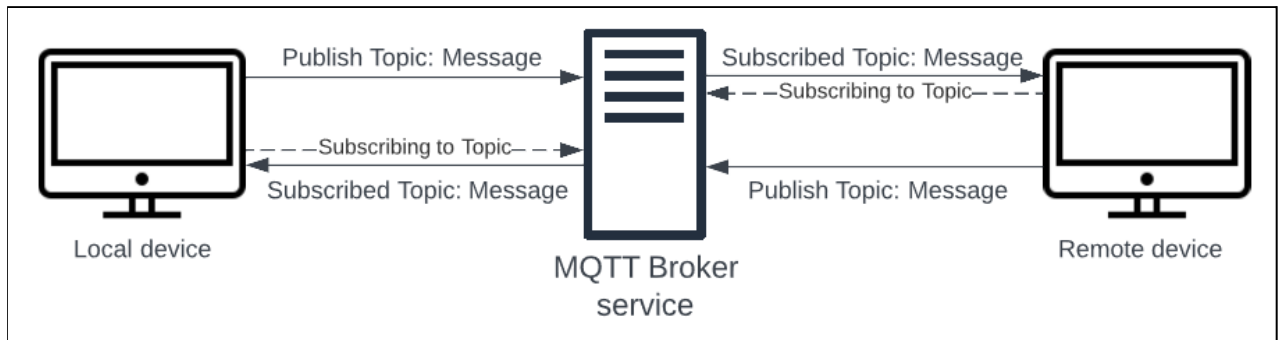 Publish Topic: Message
Subscribed Topic: Message
Subscribing to Topic
Subscribing to Topic
Subscribed Topic: Message
Publish Topic: Message
Local device
Remote device
MQTT Broker
service